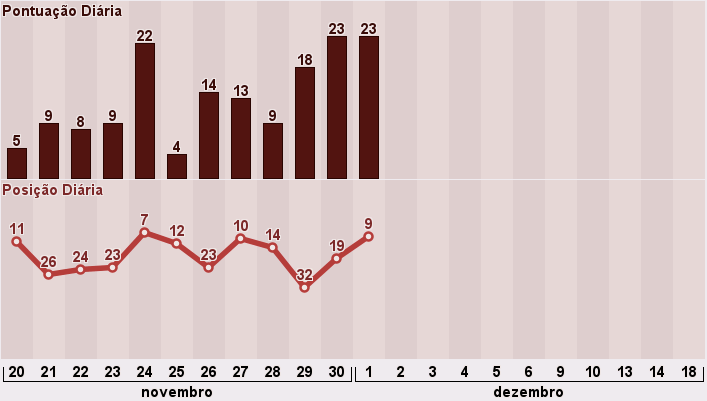 Pontuação Diária
5 9 8 9 22 4 14 13 9 18 23 23
Posição Diária
11 26 24 23 7 12 23 10 14 32 19 9
20 21 22 23 24 25 26 27 28 29 30 1 2 3 4 5 6 9 10 13 14 18
novembro dezembro